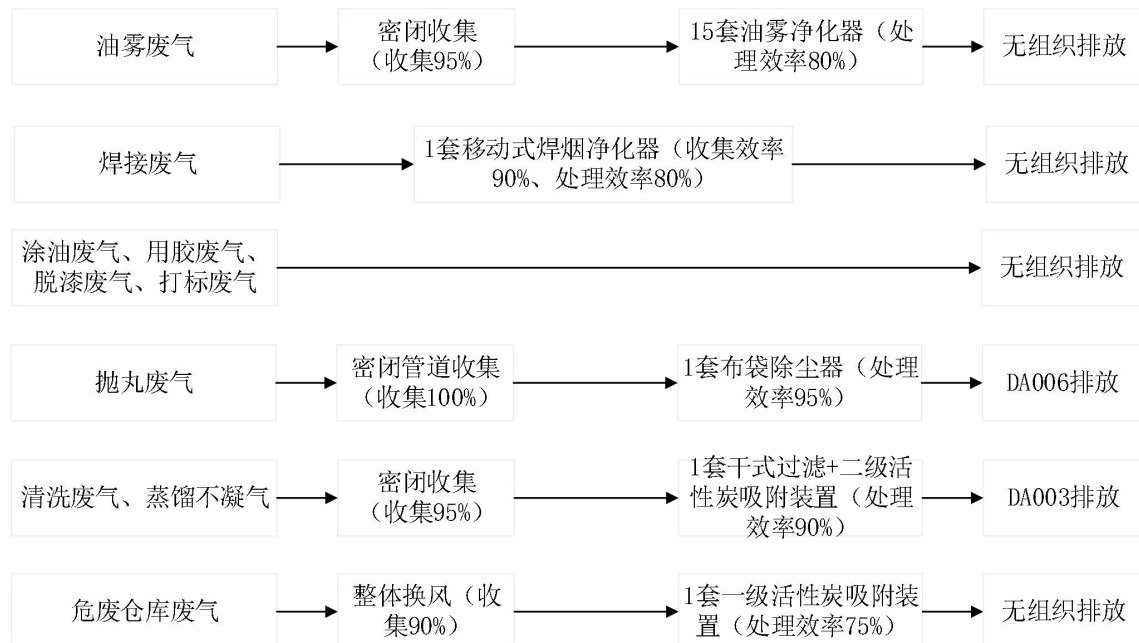 油雾废气
密闭收集
（收集95%）
15套油雾净化器（处
理效率80%）
无组织排放
焊接废气
1套移动式焊烟净化器（收集效率
90%、处理效率80%）
无组织排放
涂油废气、用胶废气、
脱漆废气、打标废气
无组织排放
抛丸废气
密闭管道收集
（收集100%）
1套布袋除尘器（处理
效率95%）
DA006排放
清洗废气、蒸馏不凝气
密闭收集
（收集95%）
1套干式过滤+二级活
性炭吸附装置（处理
效率90%）
DA003排放
危废仓库废气
整体换风（收
集90%）
1套一级活性炭吸附装
置（处理效率75%）
无组织排放